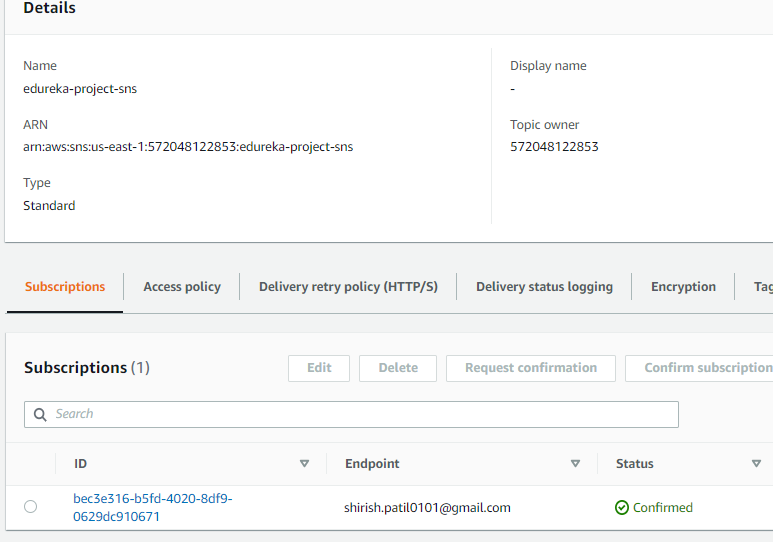 Details
Name
edureka-project-sns
Display name
-
ARN
arn:aws:sns:us-east-1:572048122853:edureka-project-sns
Topic owner
572048122853
Type
Standard
Subscriptions
Access policy
Delivery retry policy (HTTP/S)
Delivery status logging
Encryption
Tag
Subscriptions (1)
Edit
Delete
Request confirmation
Confirm subscription
Search
ID
Endpoint
Status
bec3e316-b5fd-4020-8df9-
0629dc910671
shirish.patil0101@gmail.com
Confirmed